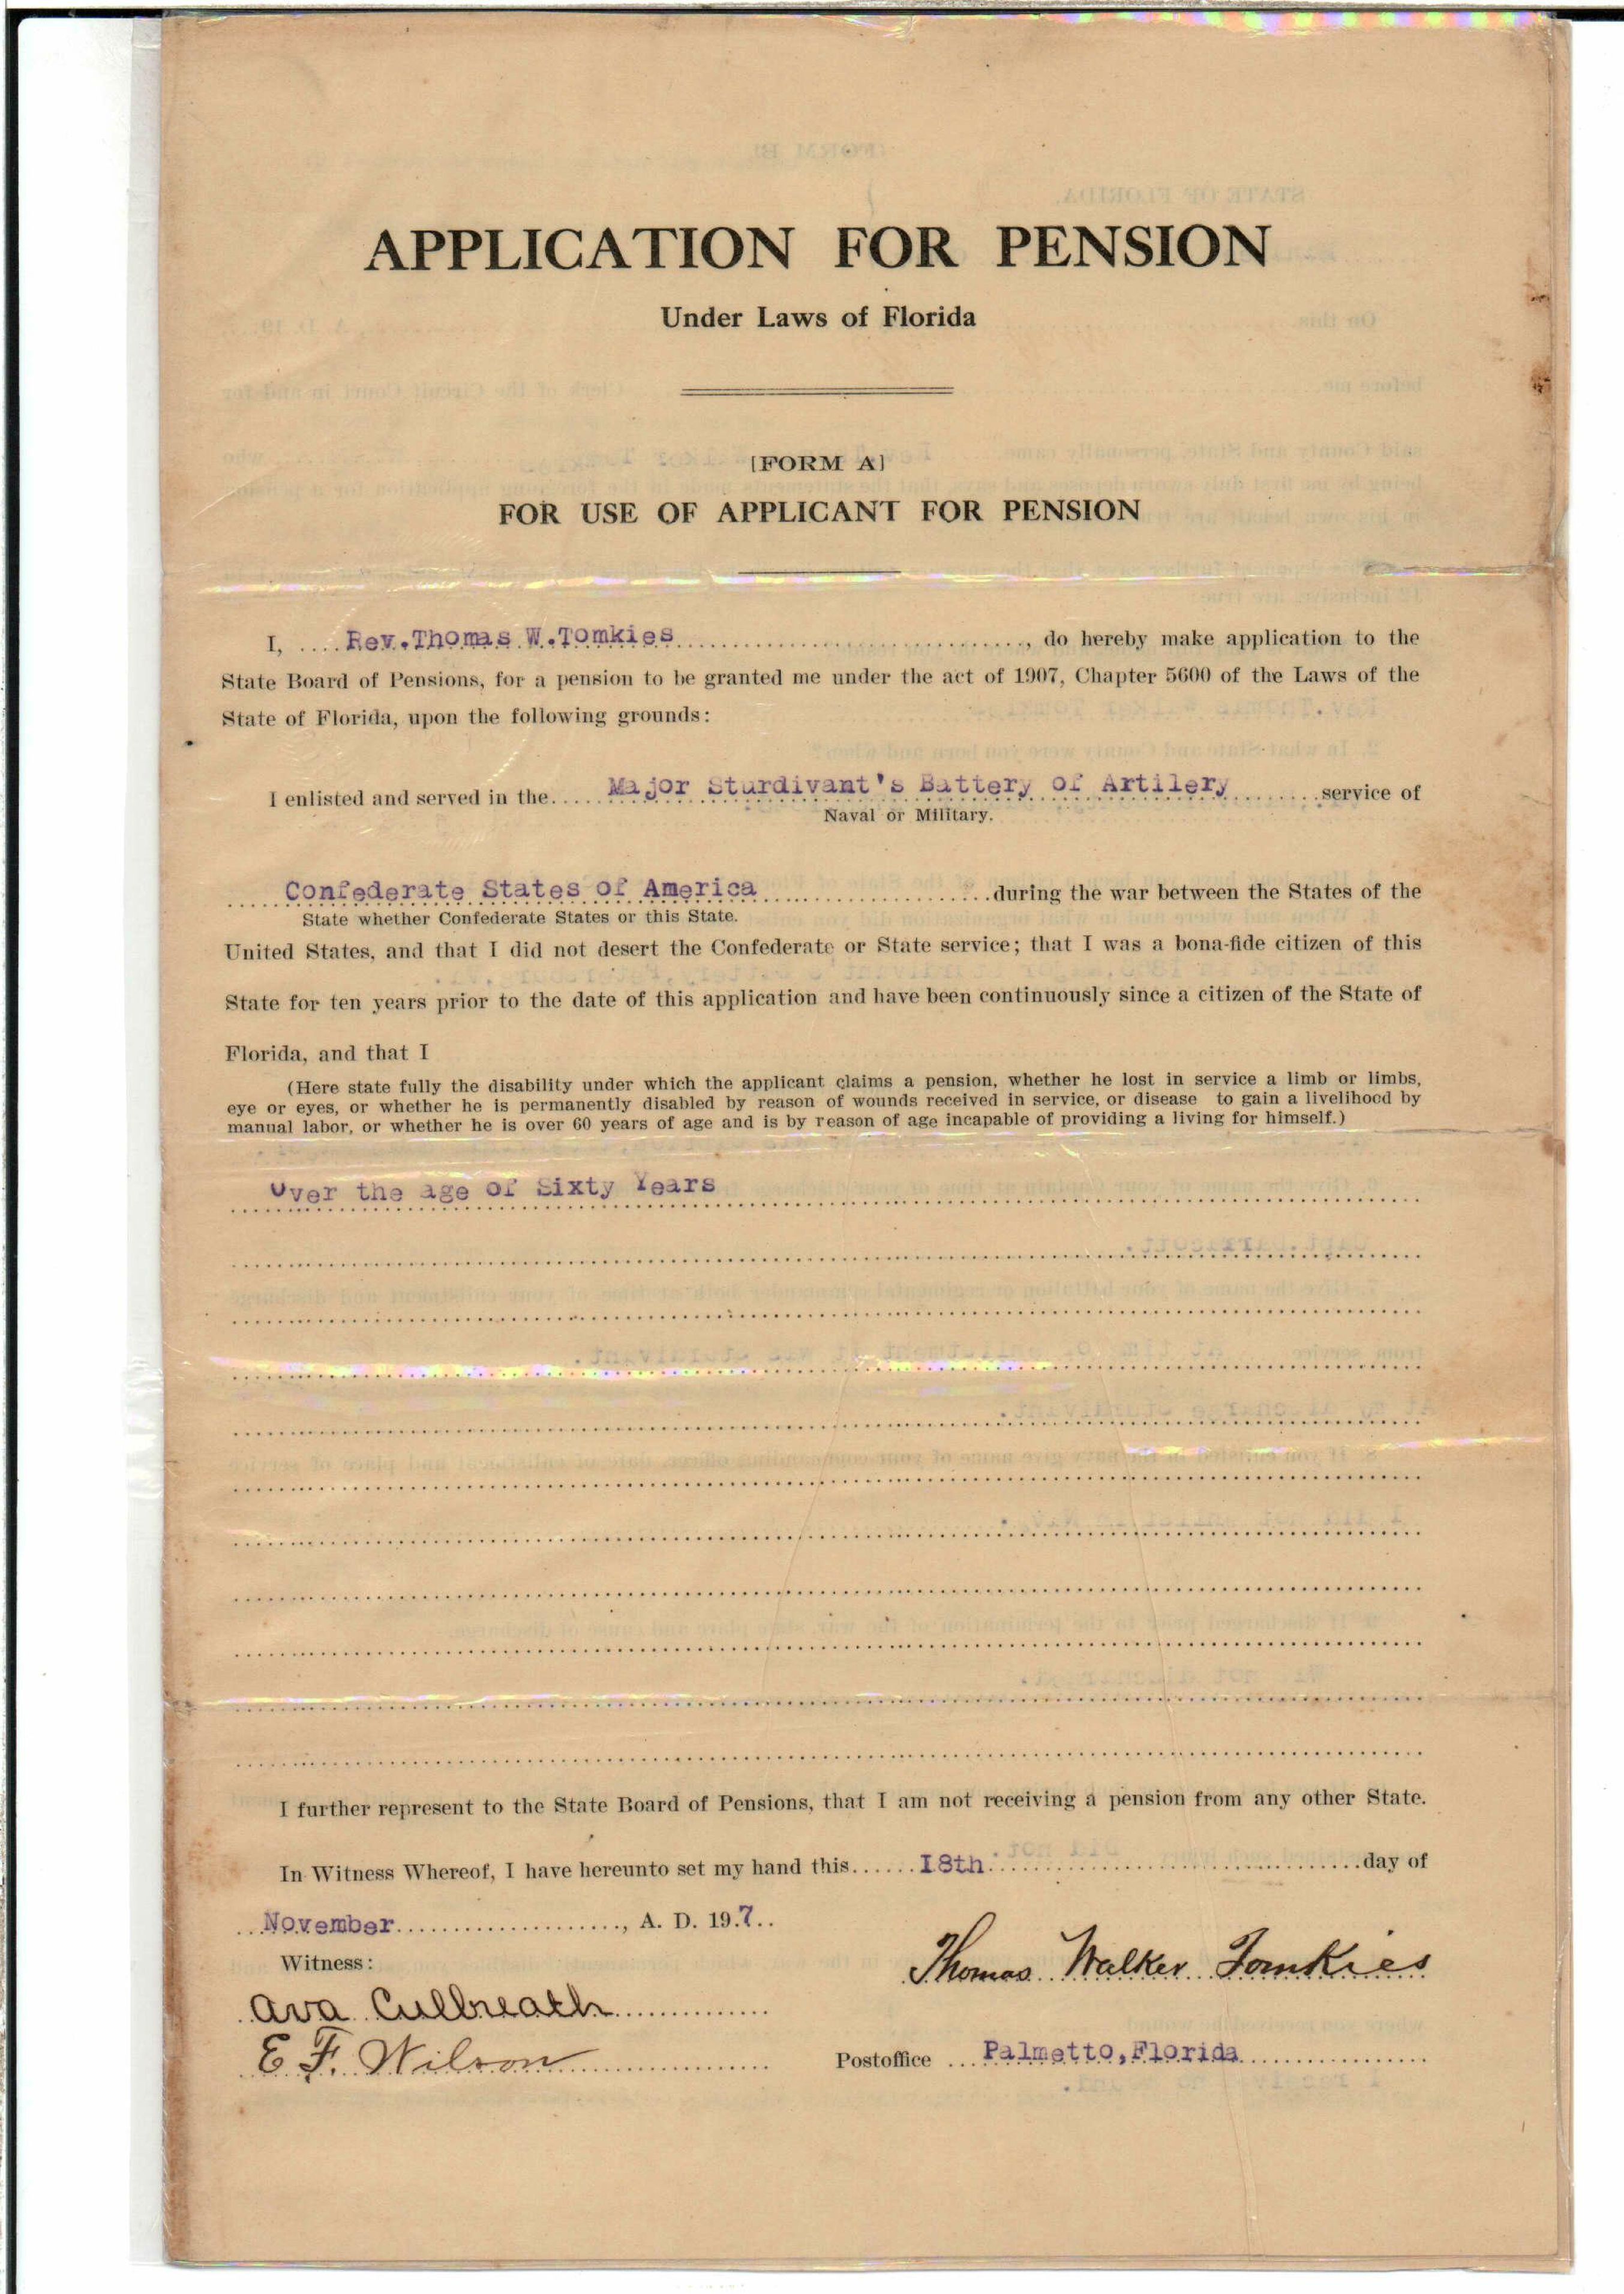 APPLICATION FOR PENSION
Under Laws of Florida
[FORM A]
FOR USE OF APPLICANT FOR PENSION
I, .... Rev.Thomas W.Tomkies ...................................., do hereby make application to the
State Board of Pensions, for a pension to be granted me under the act of 1907, Chapter 5600 of the Laws of the
State of Florida, upon the following grounds:
I enlisted and served in the..... Major Sturdivant's Battery of Artilery .........service of
Naval or Military.
..... Confederate States of America .......................during the war between the States of the
State whether Confederate States or this State.
United States, and that I did not desert the Confederate or State service; that I was a bona-fide citizen of this
State for ten years prior to the date of this application and have been continuously since a citizen of the State of
Florida, and that I
(Here state fully the disability under which the applicant claims a pension, whether he lost in service a limb or limbs,
eye or eyes, or whether he is permanently disabled by reason of wounds received in service, or disease to gain a livelihood by
manual labor, or whether he is over 60 years of age and is by reason of age incapable of providing a living for himself.)
Over the age of Sixty Years
I further represent to the State Board of Pensions, that I am not receiving a pension from any other State.
In Witness Whereof, I have hereunto set my hand this...... I8th ....................................day of
...November....................., A. D. 19.7..
Witness:
Thomas Walker Tomkies
Ava Culbreath
E F. Wilson
Postoffice ... Palmetto,Florida..................